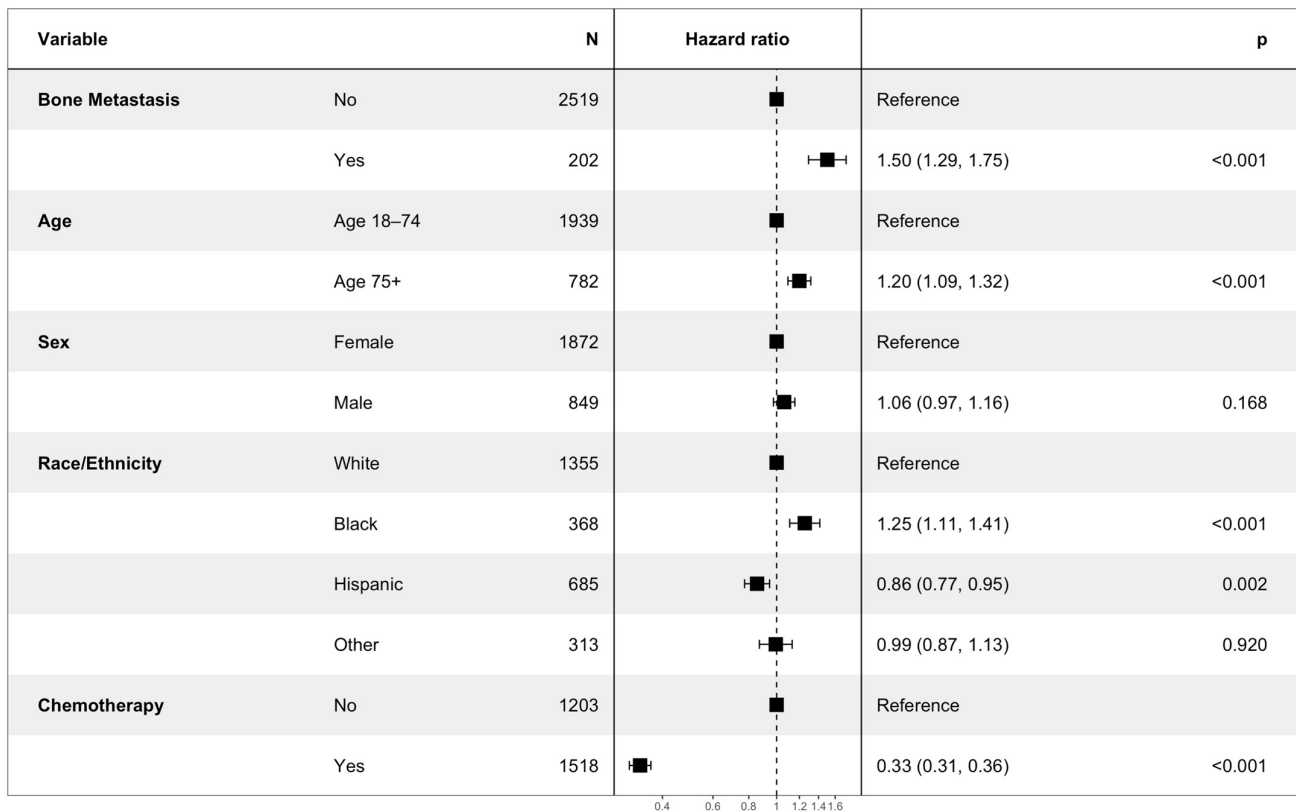 Variable N Hazard ratio p
Bone Metastasis No 2519 Reference
Yes 202 1.50 (1.29, 1.75) <0.001
Age Age 18–74 1939 Reference
Age 75+ 782 1.20 (1.09, 1.32) <0.001
Sex Female 1872 Reference
Male 849 1.06 (0.97, 1.16) 0.168
Race/Ethnicity White 1355 Reference
Black 368 1.25 (1.11, 1.41) <0.001
Hispanic 685 0.86 (0.77, 0.95) 0.002
Other 313 0.99 (0.87, 1.13) 0.920
Chemotherapy No 1203 Reference
Yes 1518 0.33 (0.31, 0.36) <0.001
0.4 0.6 0.8 1 1.2 1.4 1.6